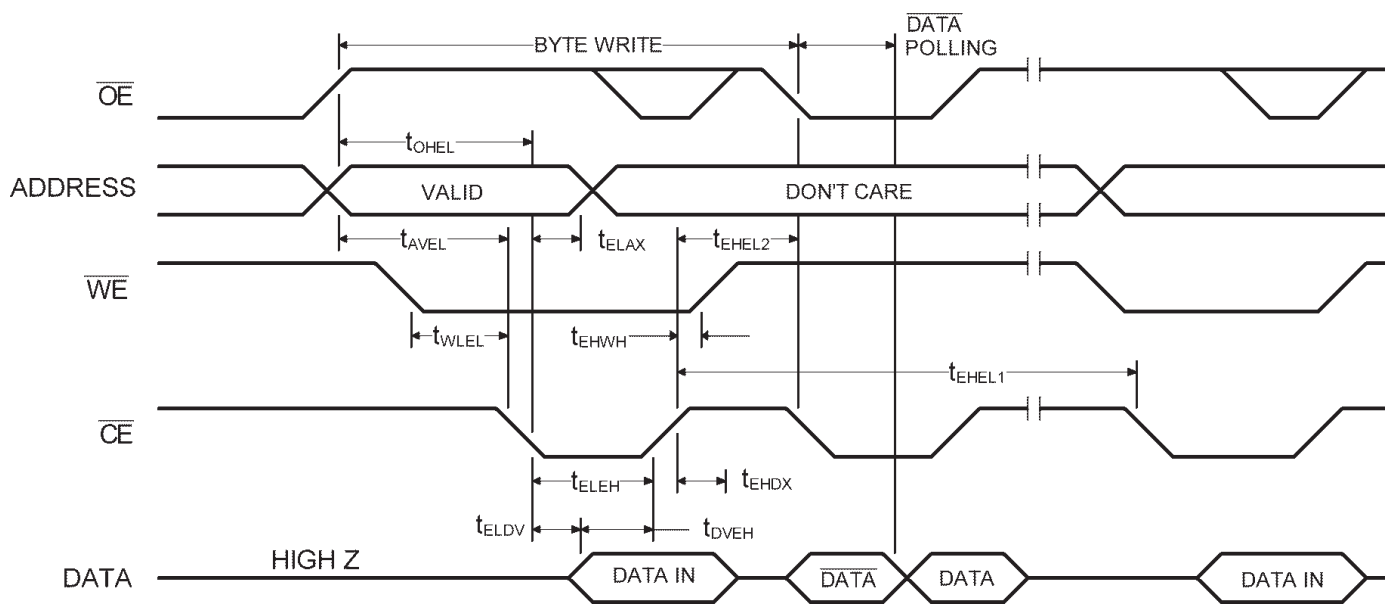 BYTE WRITE
DATA
POLLING
OE
tOHEL
ADDRESS
VALID
DON'T CARE
tAVEL
tELAX
tEHEL2
WE
tWLEL
tEHWH
tEHEL1
CE
tELEH
tEHDX
tELDV
tDVEH
HIGH Z
DATA
DATA IN
DATA
DATA
DATA IN